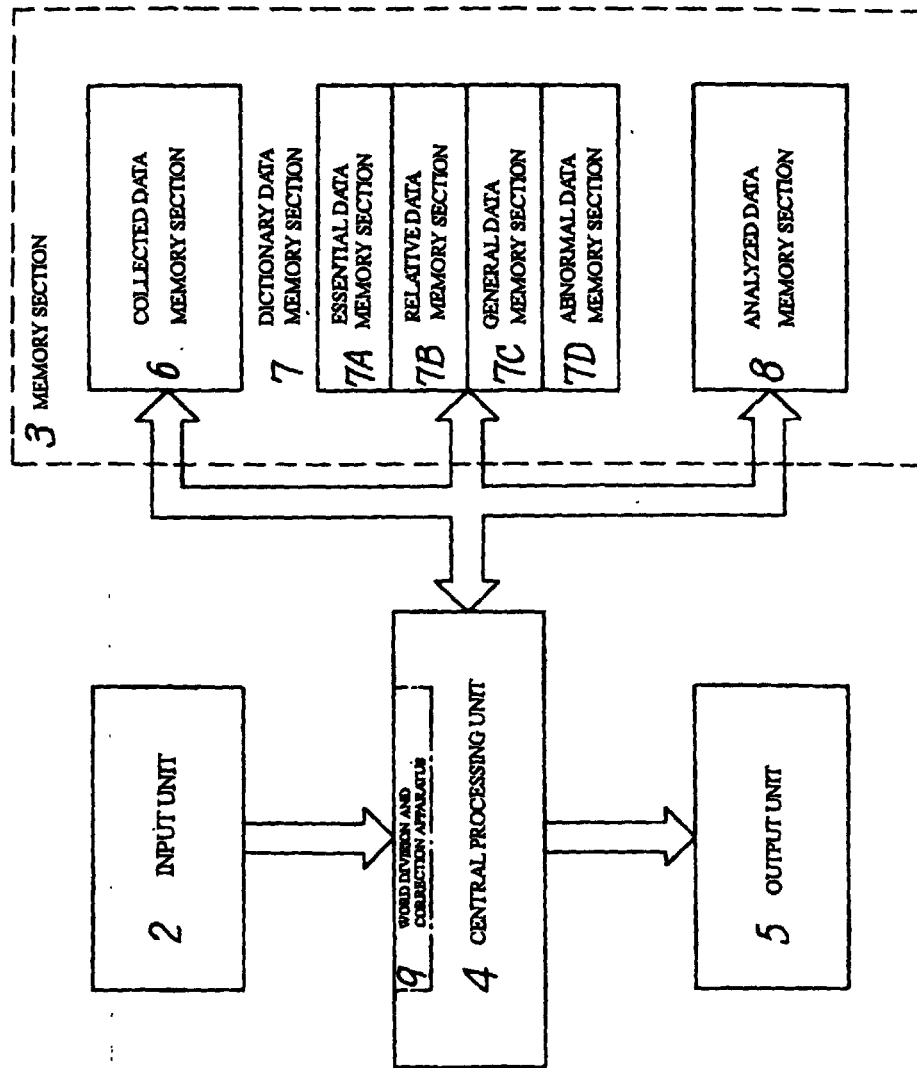 3 MEMORY SECTION
6 COLLECTED DATA
MEMORY SECTION
7 DICTIONARY DATA
MEMORY SECTION
7A ESSENTIAL DATA
MEMORY SECTION
7B RELATIVE DATA
MEMORY SECTION
7C GENERAL DATA
MEMORY SECTION
7D ABNORMAL DATA
MEMORY SECTION
8 ANALYZED DATA
MEMORY SECTION
2 INPUT UNIT
9 WORD DIVISION AND
CORRECTION APPARATUS
4 CENTRAL PROCESSING UNIT
5 OUTPUT UNIT